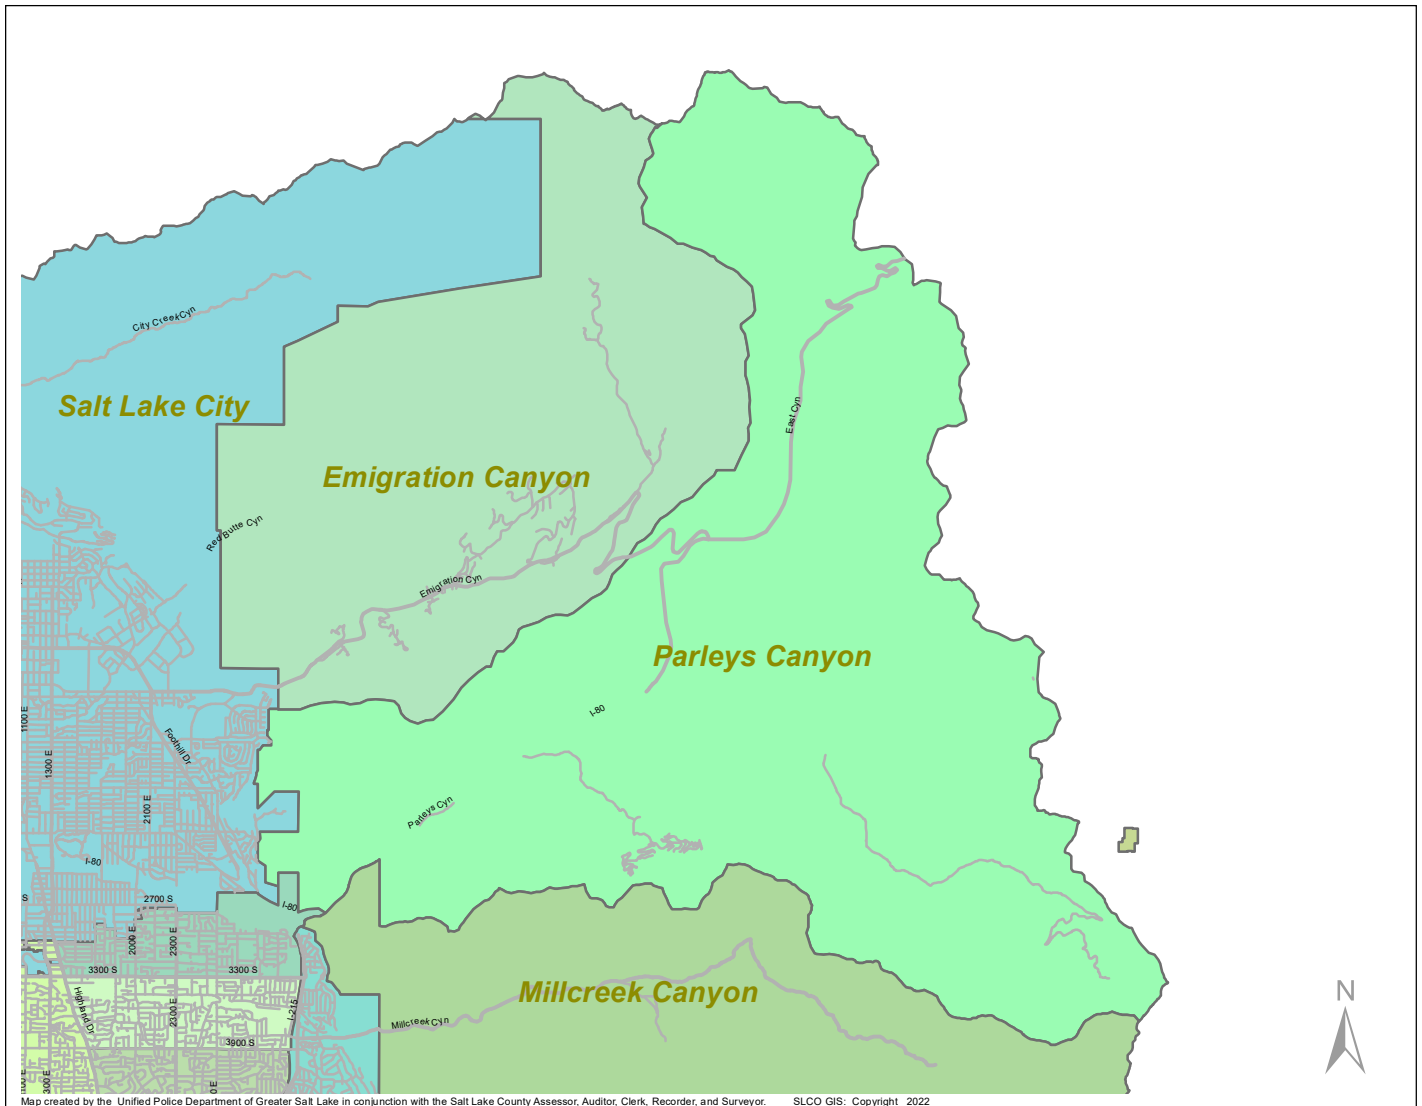 City Creek Cyn
Salt Lake City
East Cyn
Emigration Canyon
Red Butte Cyn
Emigration Cyn
Parleys Canyon
I-80
1100 E
1300 E
Foothill Dr
2100 E
Parleys Cyn
I-80
S
2700 S
I-80
2000 E
2300 E
3300 S
3300 S
Highland Dr
2300 E
I-215
Millcreek Canyon
Millcreek Cyn
3900 S
N
Map created by the Unified Police Department of Greater Salt Lake in conjunction with the Salt Lake County Assessor, Auditor, Clerk, Recorder, and Surveyor. SLCO GIS: Copyright 2022